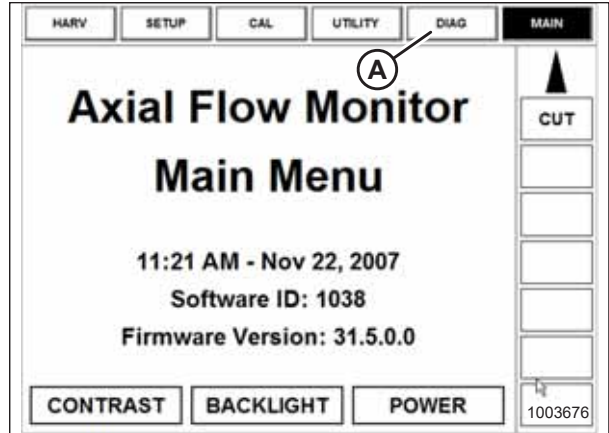 HARV SETUP CAL UTILITY DIAG MAIN
A
Axial Flow Monitor
CUT
Main Menu
11:21 AM - Nov 22, 2007
Software ID: 1038
Firmware Version: 31.5.0.0
CONTRAST BACKLIGHT POWER
1003676